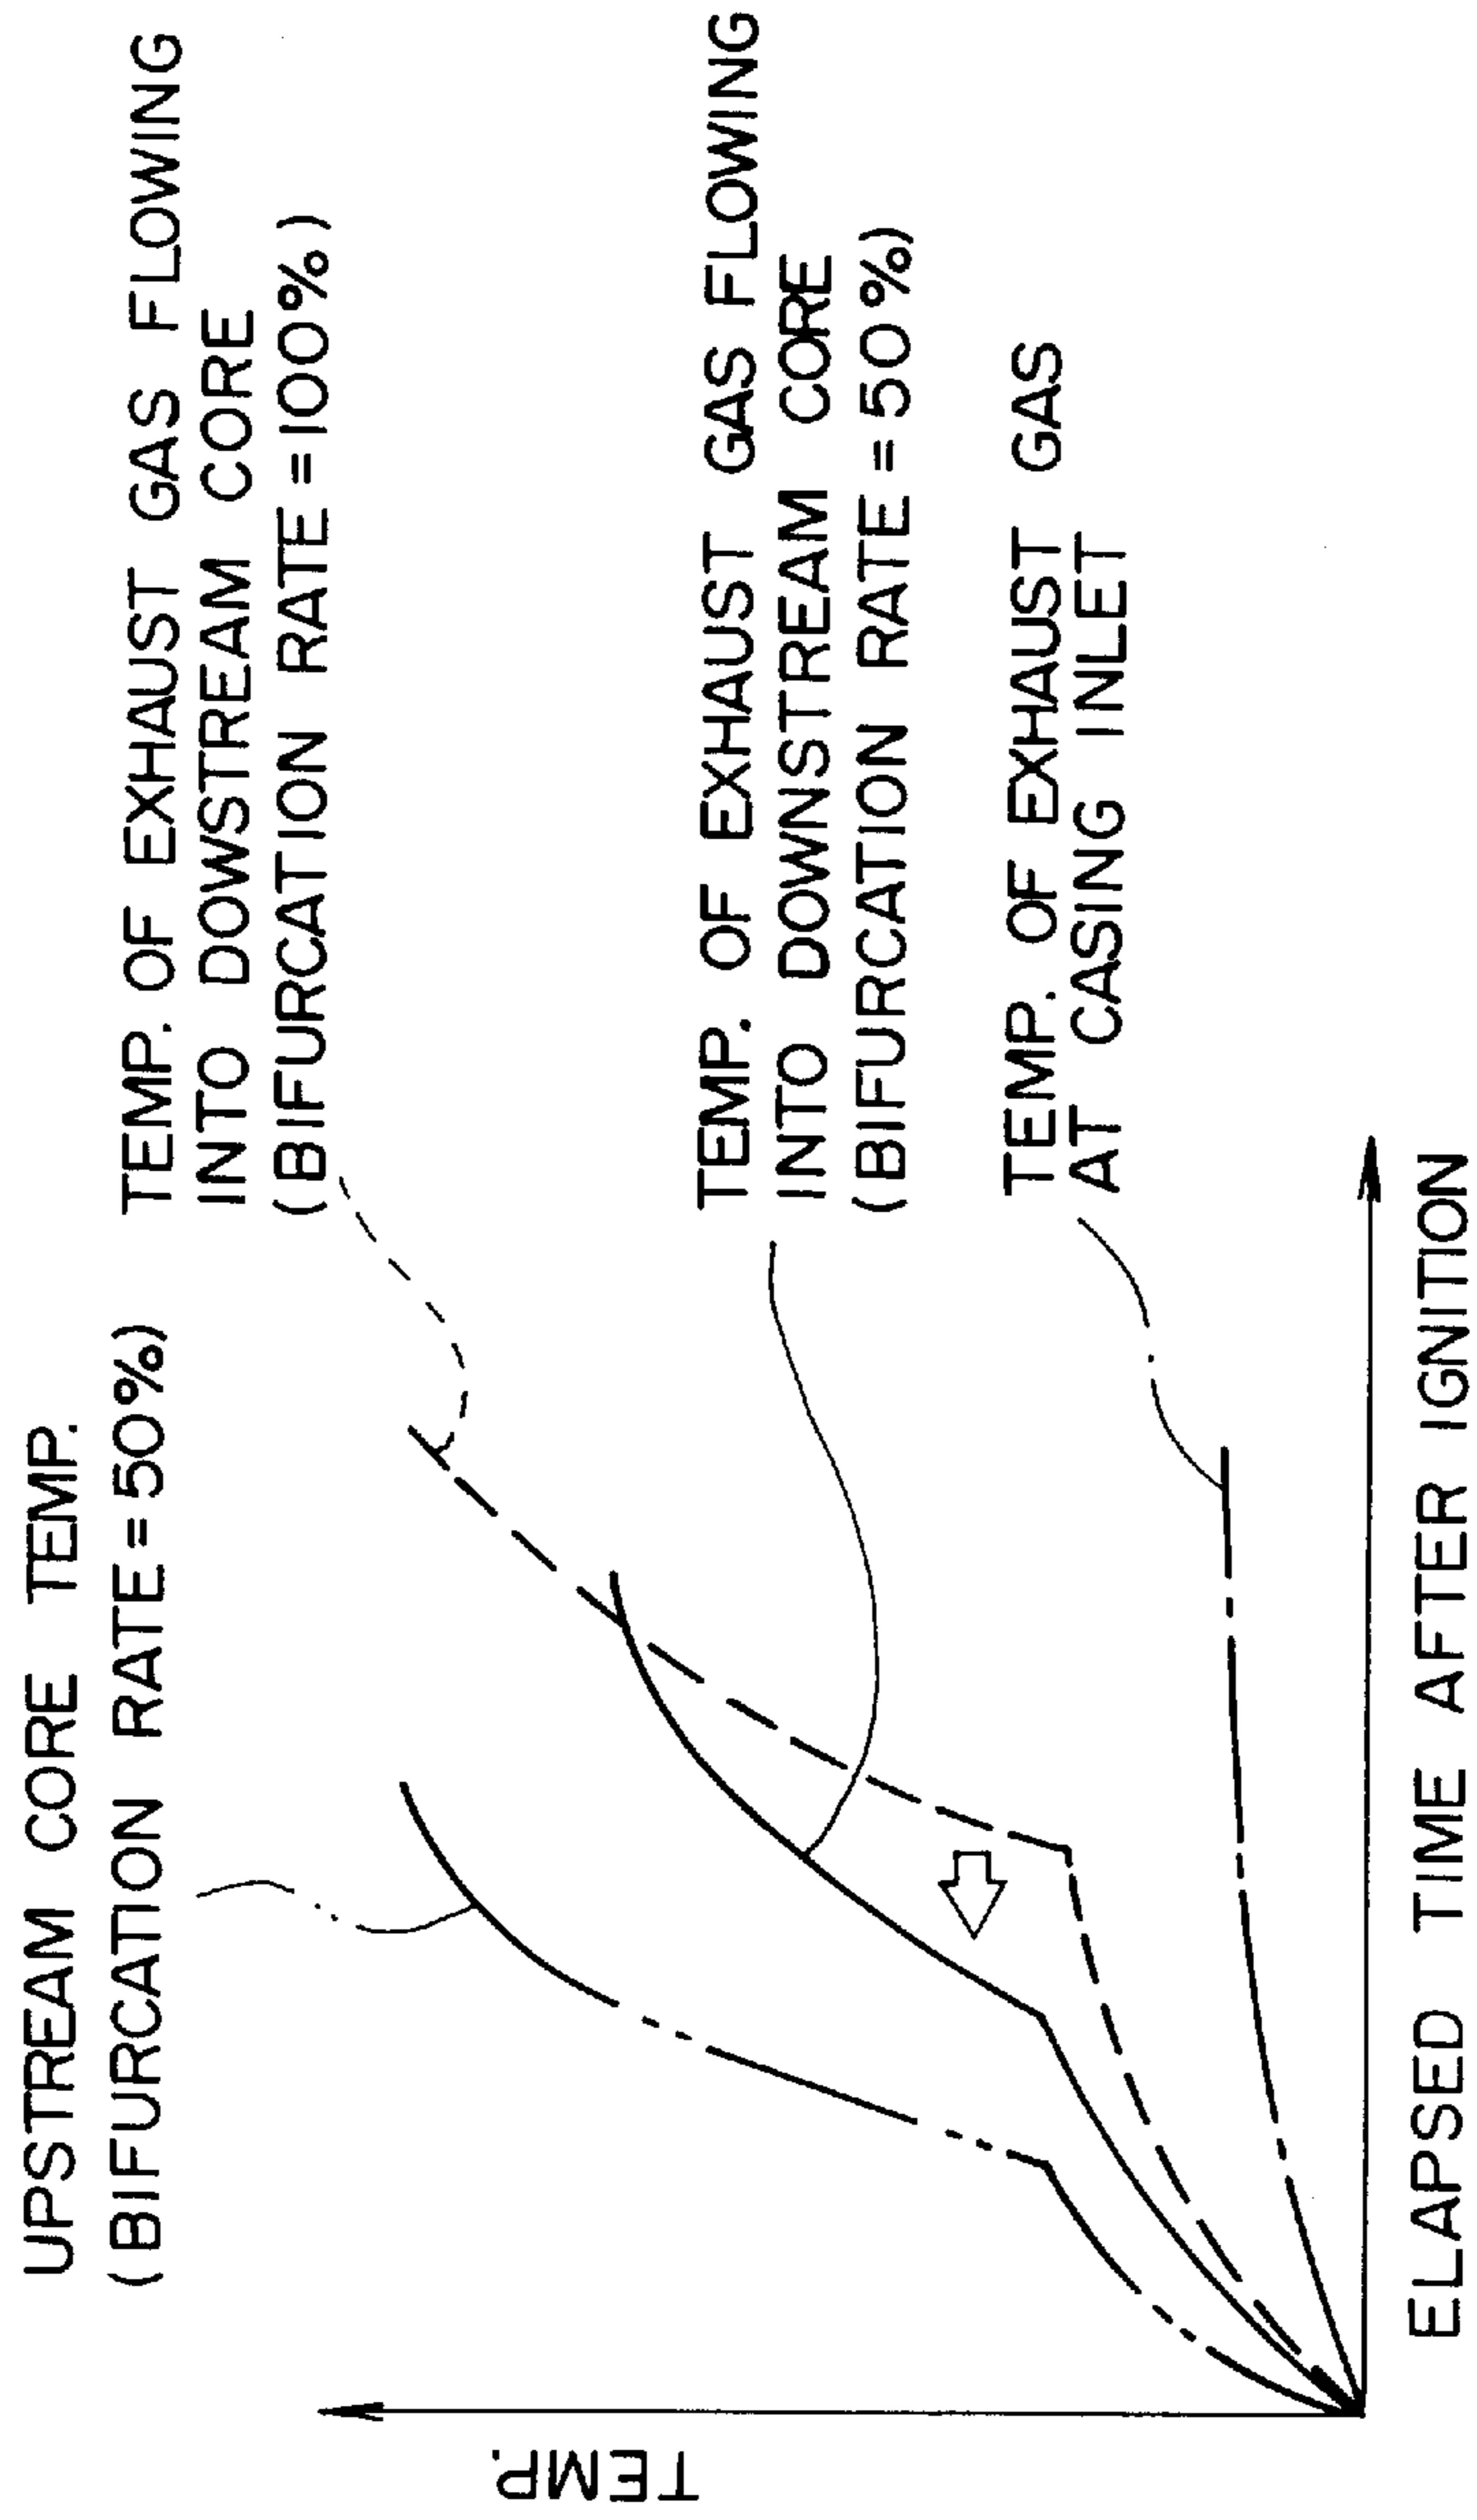 UPSTREAM CORE TEMP.
(BIFURCATION RATE=50%)
TEMP. OF EXHAUST GAS FLOWING
INTO DOWSTREAM CORE
(BIFURCATION RATE=100%)
TEMP. OF EXHAUST GAS FLOWING
INTO DOWNSTREAM CORE
(BIFURCATION RATE=50%)
TEMP. OF EXHAUST GAS
AT CASING INLET
TEMP.
ELAPSED TIME AFTER IGNITION